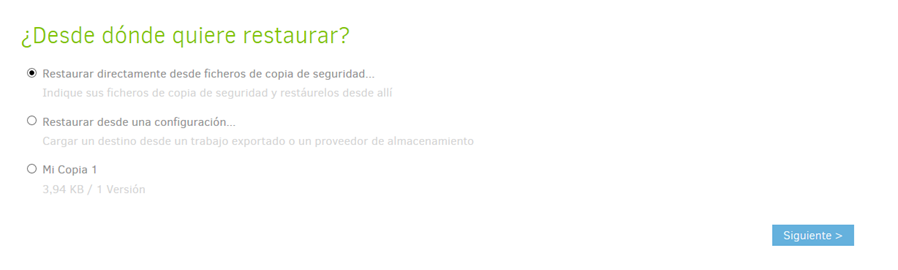 ¿Desde dónde quiere restaurar?
Restaurar directamente desde ficheros de copia de seguridad...
Indique sus ficheros de copia de seguridad y restáurelos desde allí
Restaurar desde una configuración...
Cargar un destino desde un trabajo exportado o un proveedor de almacenamiento
Mi Copia 1
3,94 KB / 1 Versión
Siguiente >